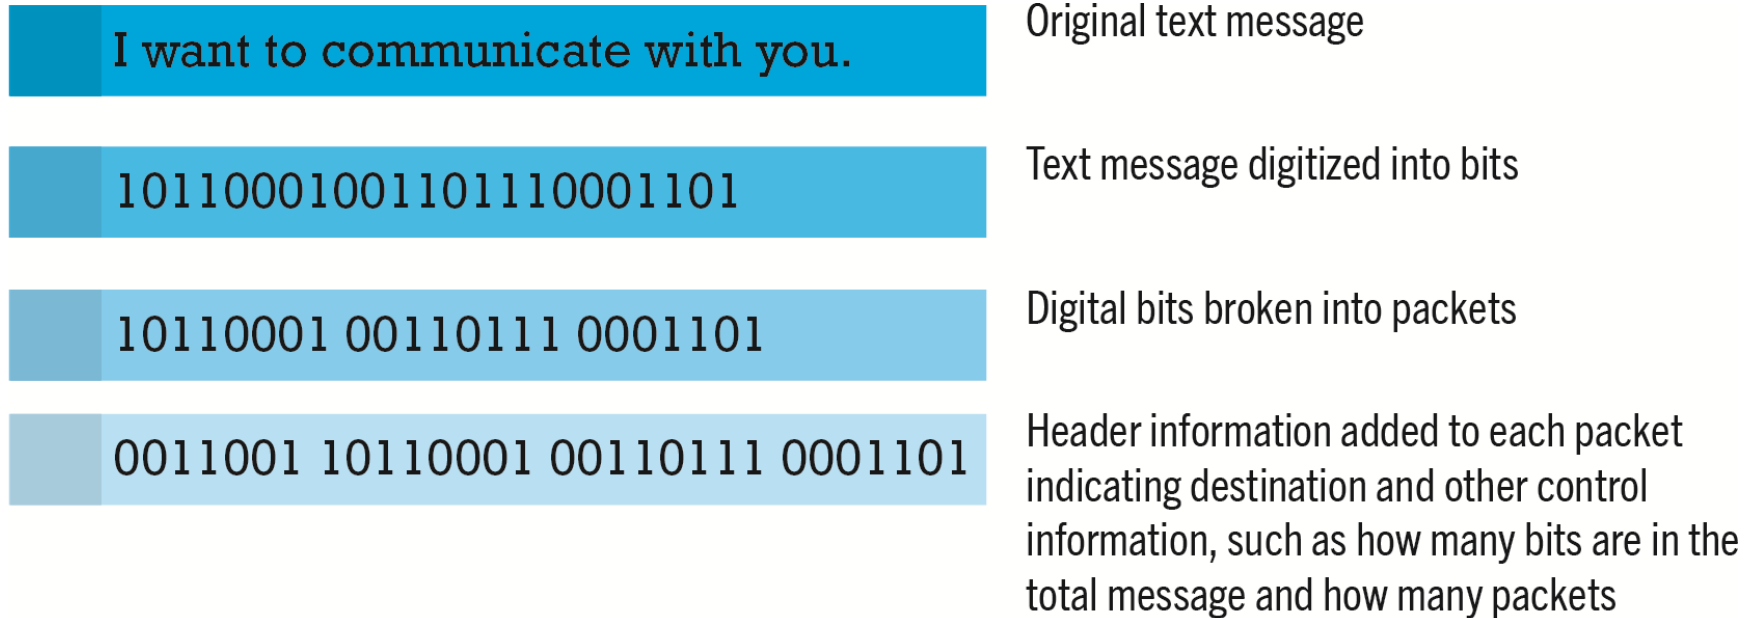 I want to communicate with you.
Original text message
10110001001101110001101
Text message digitized into bits
10110001 00110111 0001101
Digital bits broken into packets
0011001 10110001 00110111 0001101
Header information added to each packet
indicating destination and other control
information, such as how many bits are in the
total message and how many packets